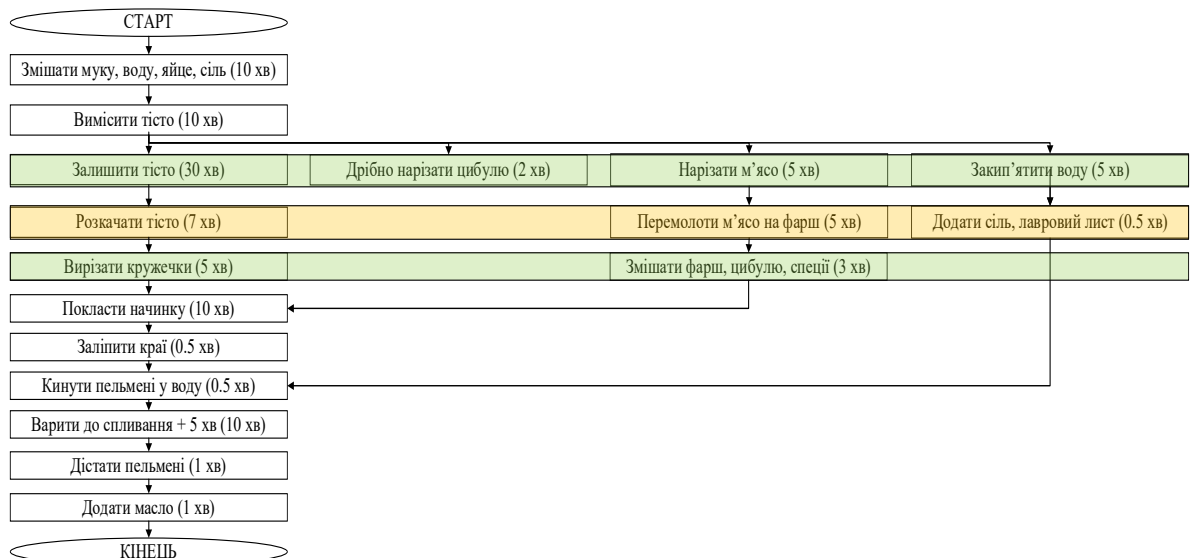 СТАРТ
Змішати муку, воду, яйце, сіль (10 хв)
Вимісити тісто (10 хв)
Залишити тісто (30 хв)
Дрібно нарізати цибулю (2 хв)
Нарізати м'ясо (5 хв)
Закип'ятити воду (5 хв)
Розкачати тісто (7 хв)
Перемолоти м'ясо на фарш (5 хв)
Додати сіль, лавровий лист (0.5 хв)
Вирізати кружечки (5 хв)
Змішати фарш, цибулю, спеції (3 хв)
Покласти начинку (10 хв)
Заліпити краї (0.5 хв)
Кинути пельмені у воду (0.5 хв)
Варити до спливання + 5 хв (10 хв)
Дістати пельмені (1 хв)
Додати масло (1 хв)
КІНЕЦЬ